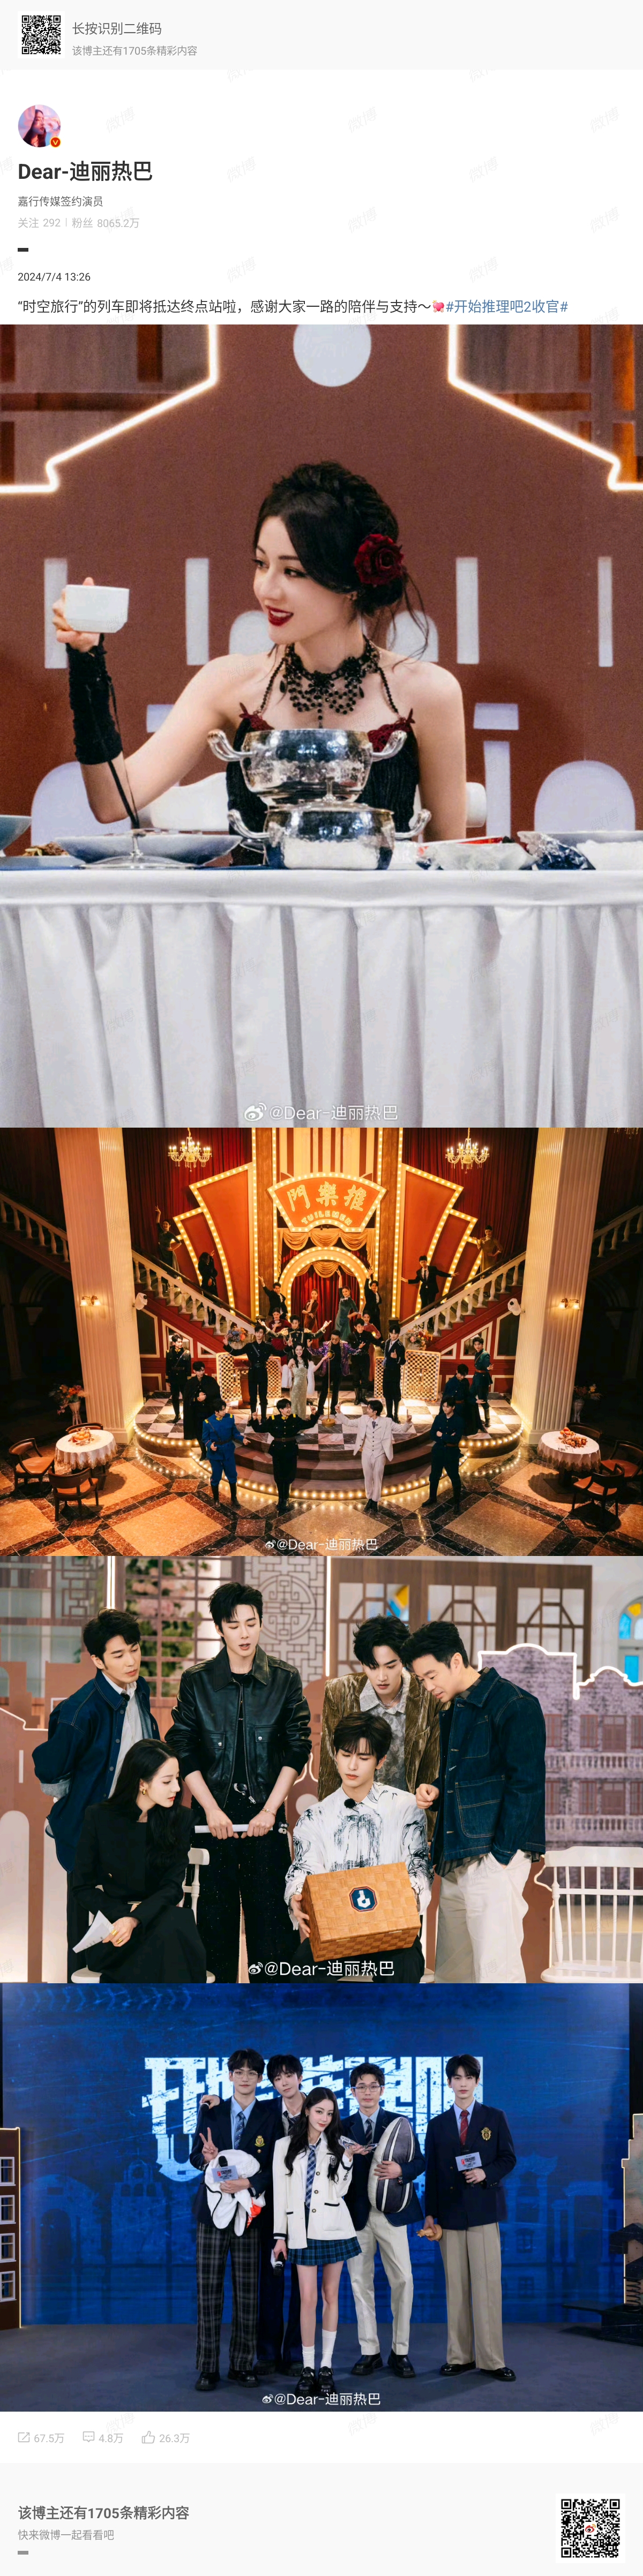 长按识别二维码
该博主还有1705条精彩内容
Dear-迪丽热巴
嘉行传媒签约演员
关注 292 | 粉丝 8065.2万
2024/7/4 13:26
“时空旅行”的列车即将抵达终点站啦，感谢大家一路的陪伴与支持～💘#开始推理吧2收官#
@Dear-迪丽热巴
門樂推
TUILEMEN
@Dear-迪丽热巴
@Dear-迪丽热巴
@Dear-迪丽热巴
67.5万 4.8万 26.3万
该博主还有1705条精彩内容
快来微博一起看看吧
微博